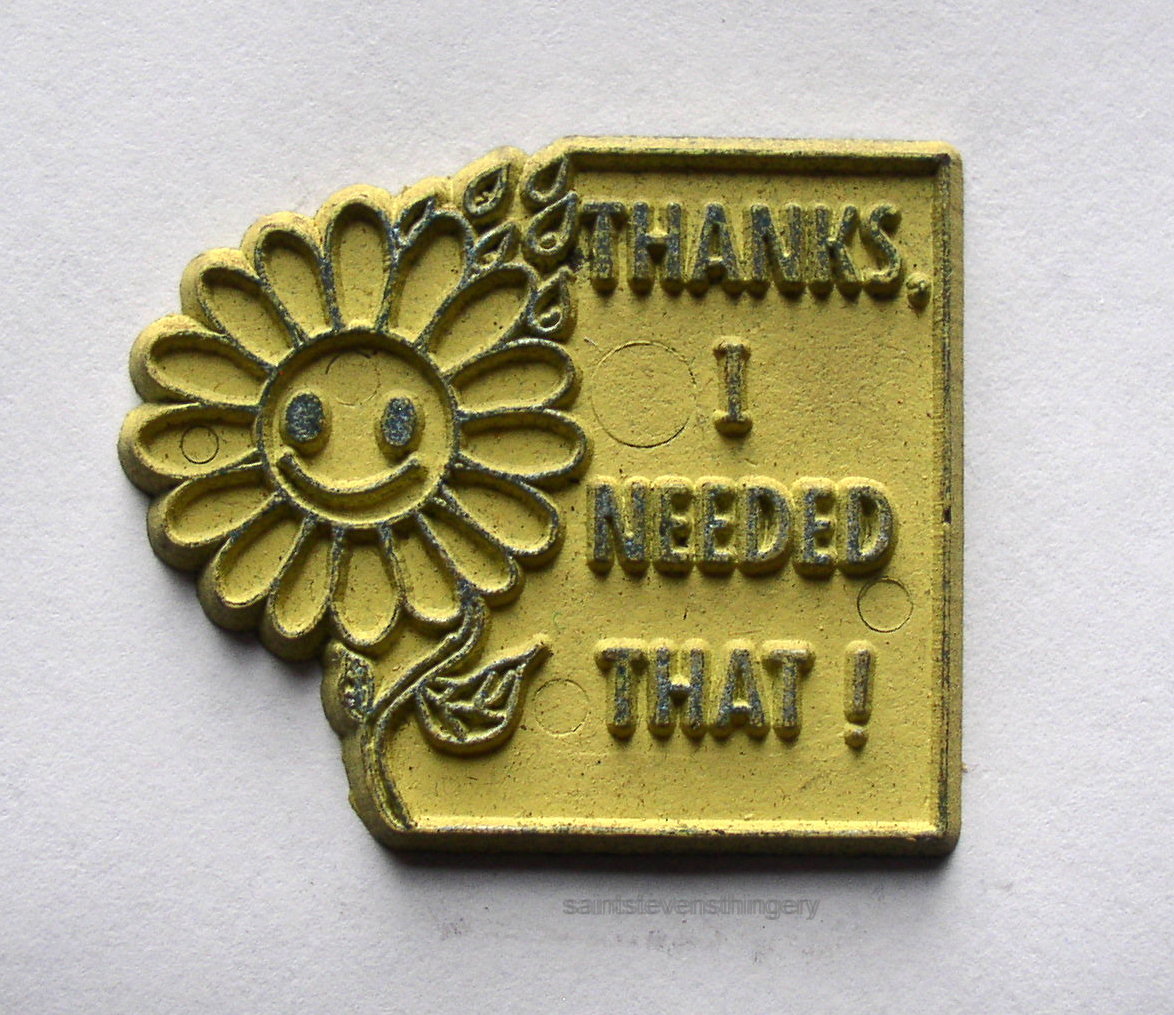 THANKS,
I
NEEDED
THAT !
saintstevensthingery